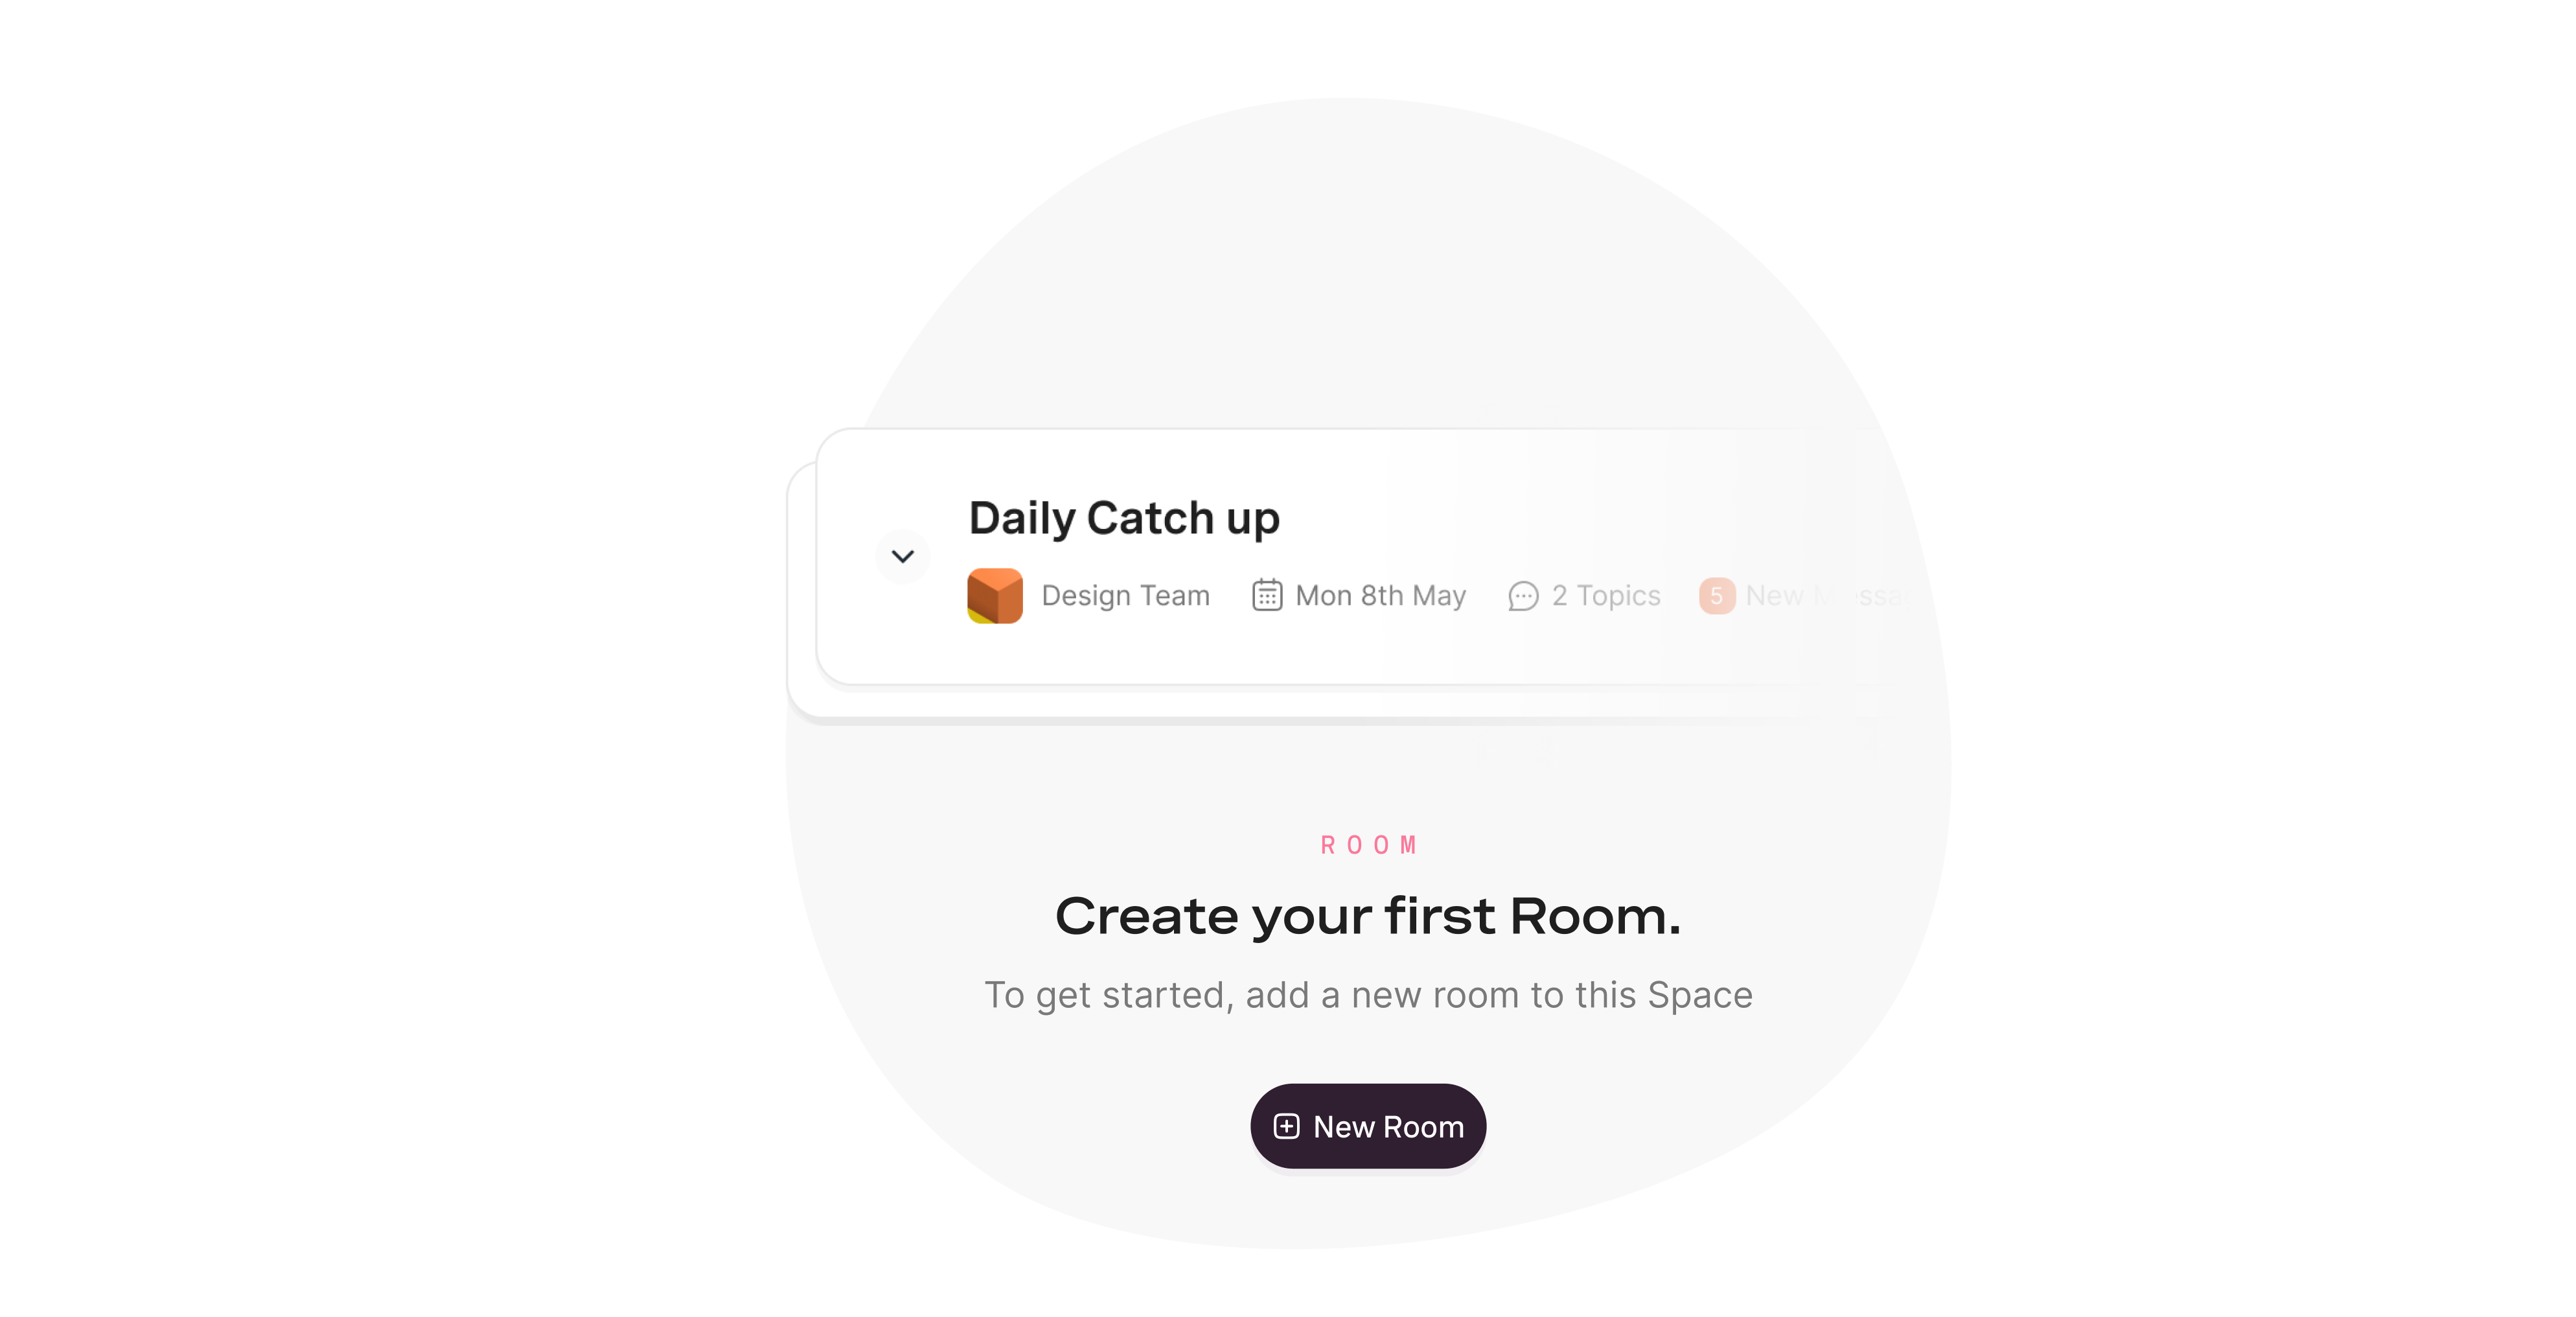 Daily Catch up
Design Team Mon 8th May 2 Topics 5 New
ROOM
Create your first Room.
To get started, add a new room to this Space
New Room